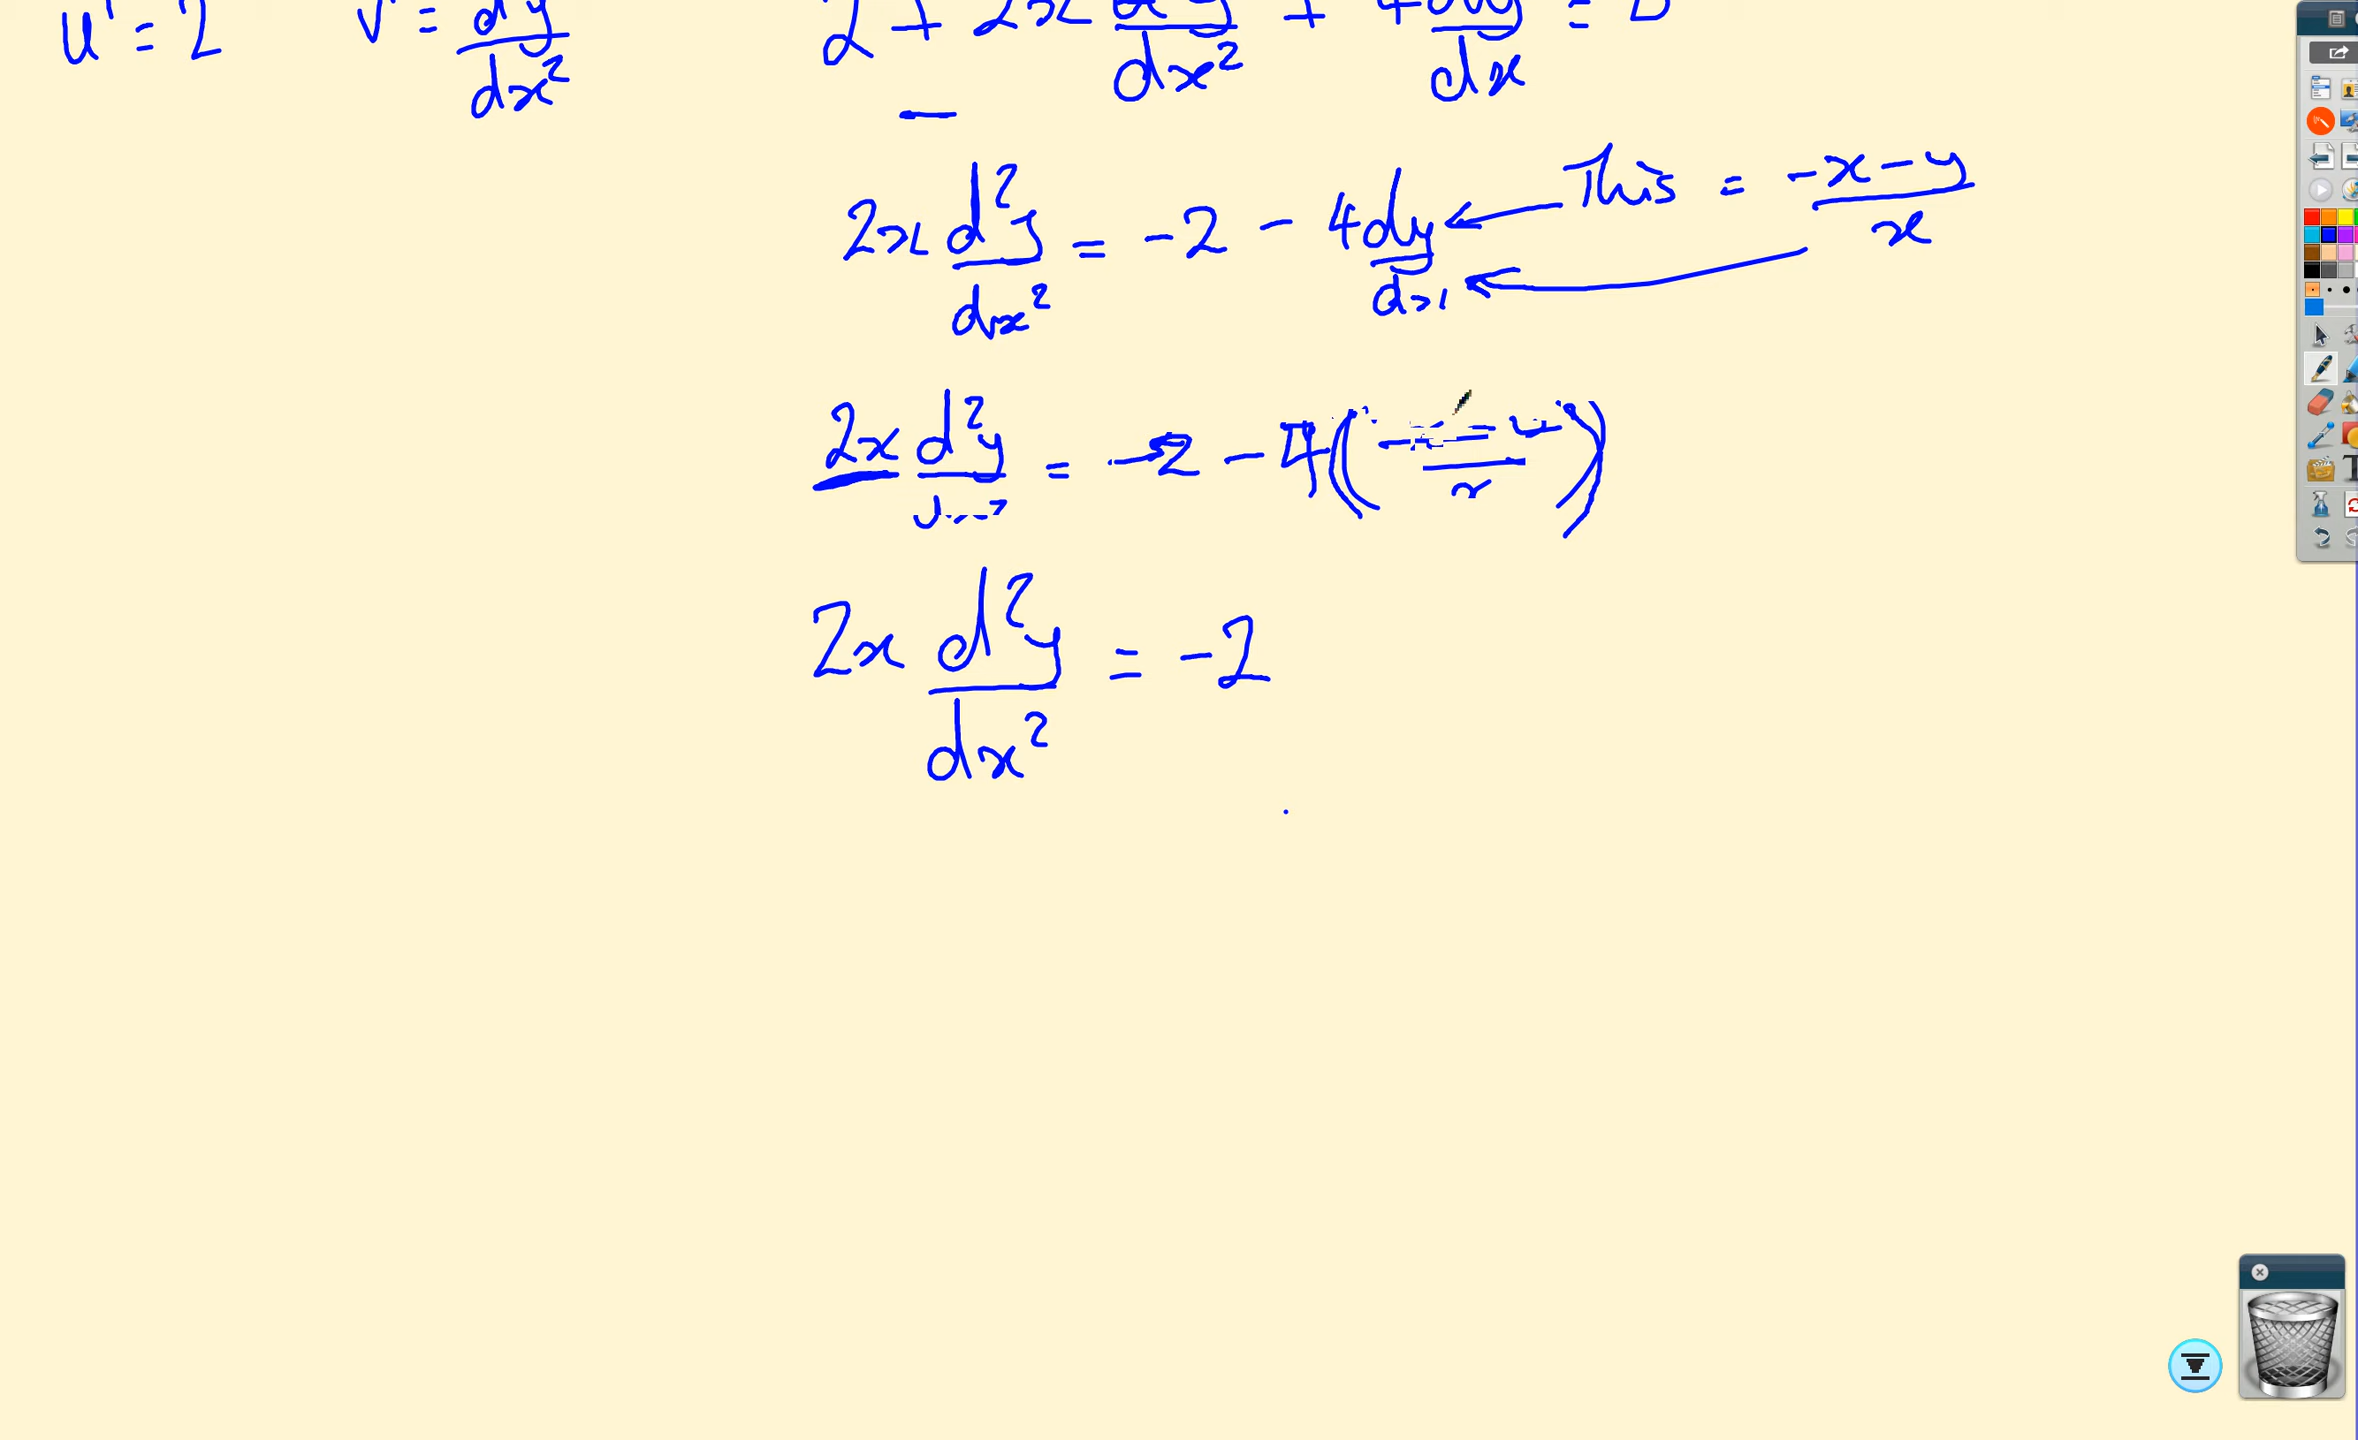 u' = 2 v' = d²y/dx² 2 + 2x d²y/dx² + 4dy/dx = 0
2x d²y/dx² = -2 - 4dy/dx ← This = (-x-y)/x
2x d²y/dx² = -2 - 4((-x-y)/x)
2x d²y/dx² = -2